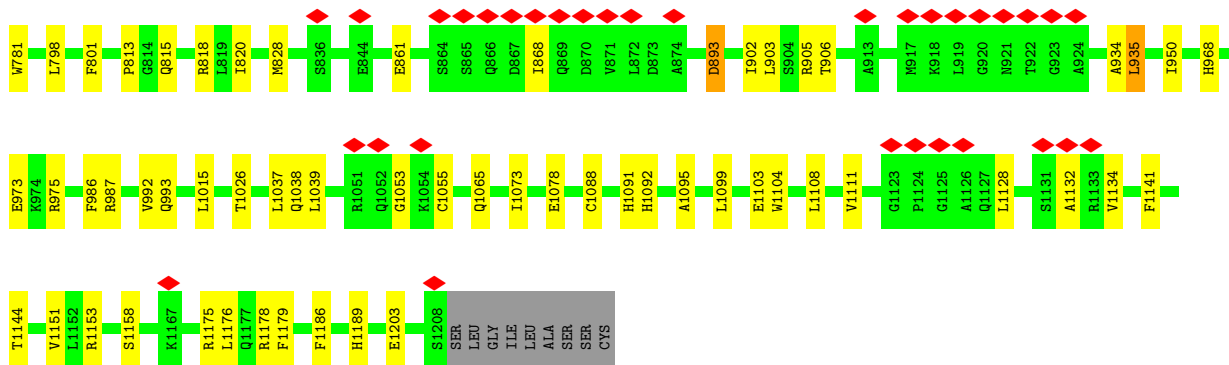 W781 L798 F801 P813 G814 Q815 R818 L819 I820 M828 S836 E844 E861 S864 S865 Q866 D867 I868 Q869 D870 V871 L872 D873 A874 D893 I902 L903 S904 R905 T906 A913 M917 K918 L919 G920 N921 T922 G923 A924 A934 L935 I950 H968
E973 K974 R975 F986 R987 V992 Q993 L1015 T1026 L1037 Q1038 L1039 R1051 Q1052 G1053 K1054 C1055 Q1065 I1073 E1078 C1088 H1091 H1092 A1095 L1099 E1103 W1104 L1108 V1111 G1123 P1124 G1125 A1126 Q1127 L1128 S1131 A1132 R1133 V1134 F1141
T1144 V1151 L1152 R1153 S1158 K1167 R1175 L1176 Q1177 R1178 F1179 F1186 H1189 E1203 S1208 SER LEU GLY ILE LEU ALA SER SER CYS